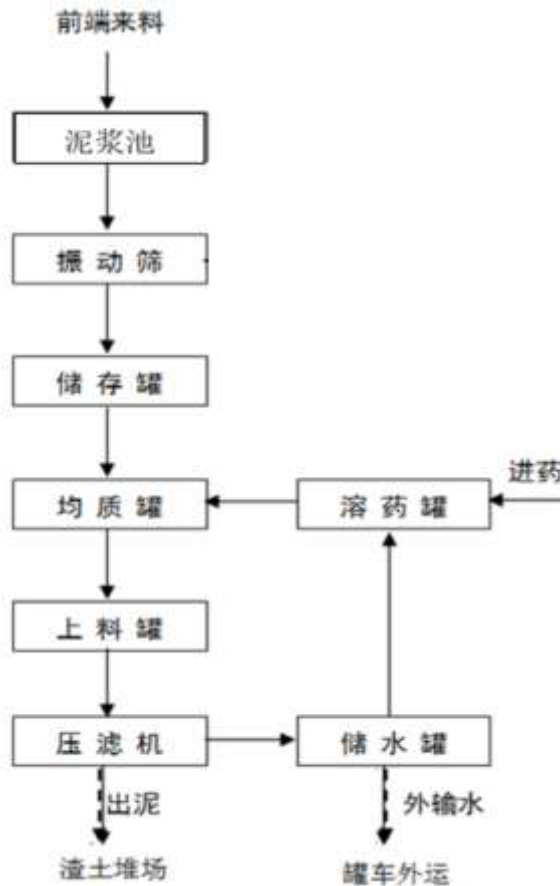 前端来料
泥浆池
振动筛
储存罐
均质罐
溶药罐
进药
上料罐
压滤机
储水罐
出泥
外输水
渣土堆场
罐车外运